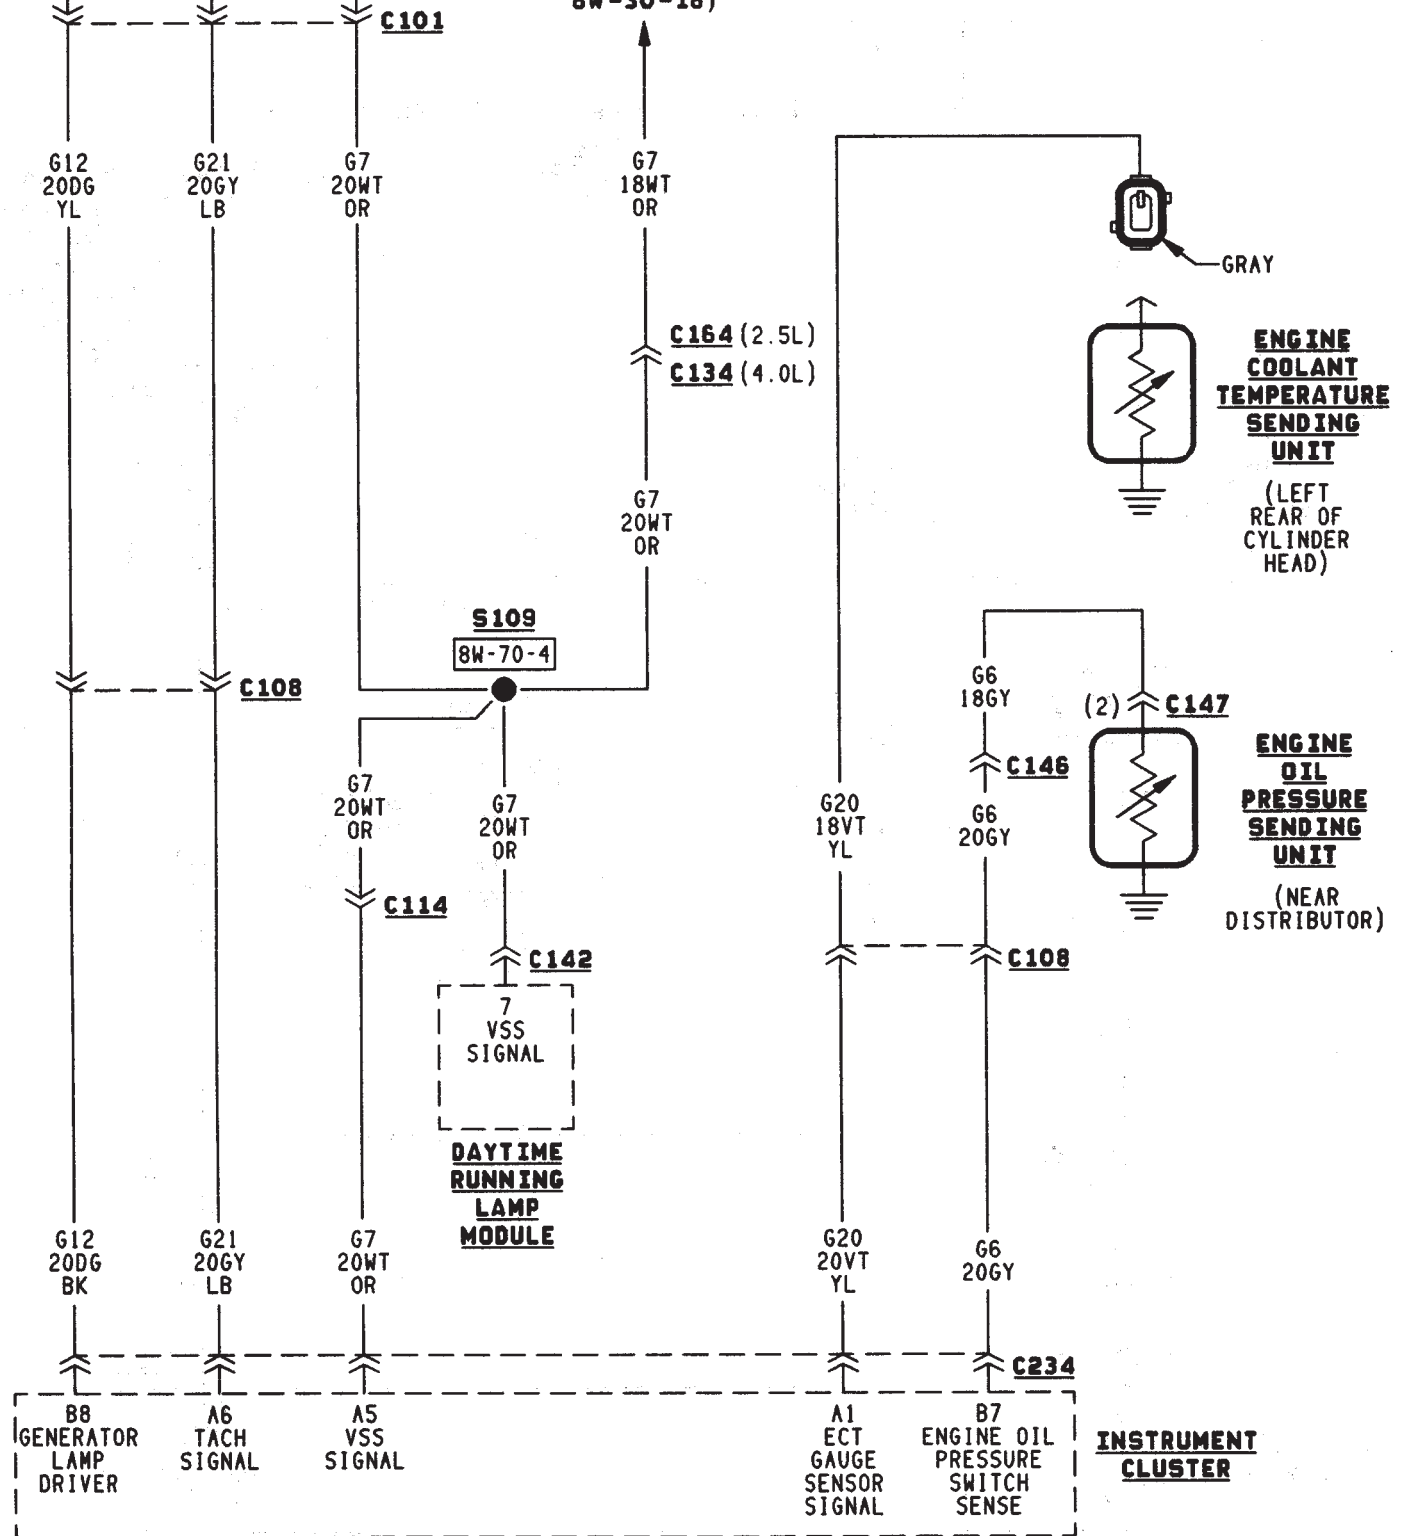 8W-30-18)
C101
G12
20DG
YL
G21
20GY
LB
G7
20WT
OR
G7
18WT
OR
GRAY
C164 (2.5L)
C134 (4.0L)
ENGINE
COOLANT
TEMPERATURE
SENDING
UNIT
(LEFT
REAR OF
CYLINDER
HEAD)
G7
20WT
OR
S109
8W-70-4
C108
G6
18GY
(2)
C147
ENGINE
OIL
PRESSURE
SENDING
UNIT
(NEAR
DISTRIBUTOR)
C146
G7
20WT
OR
G7
20WT
OR
G20
18VT
YL
G6
20GY
C114
C142
C108
7
VSS
SIGNAL
DAYTIME
RUNNING
LAMP
MODULE
G12
20DG
BK
G21
20GY
LB
G7
20WT
OR
G20
20VT
YL
G6
20GY
C234
B8
GENERATOR
LAMP
DRIVER
A6
TACH
SIGNAL
A5
VSS
SIGNAL
A1
ECT
GAUGE
SENSOR
SIGNAL
B7
ENGINE OIL
PRESSURE
SWITCH
SENSE
INSTRUMENT
CLUSTER